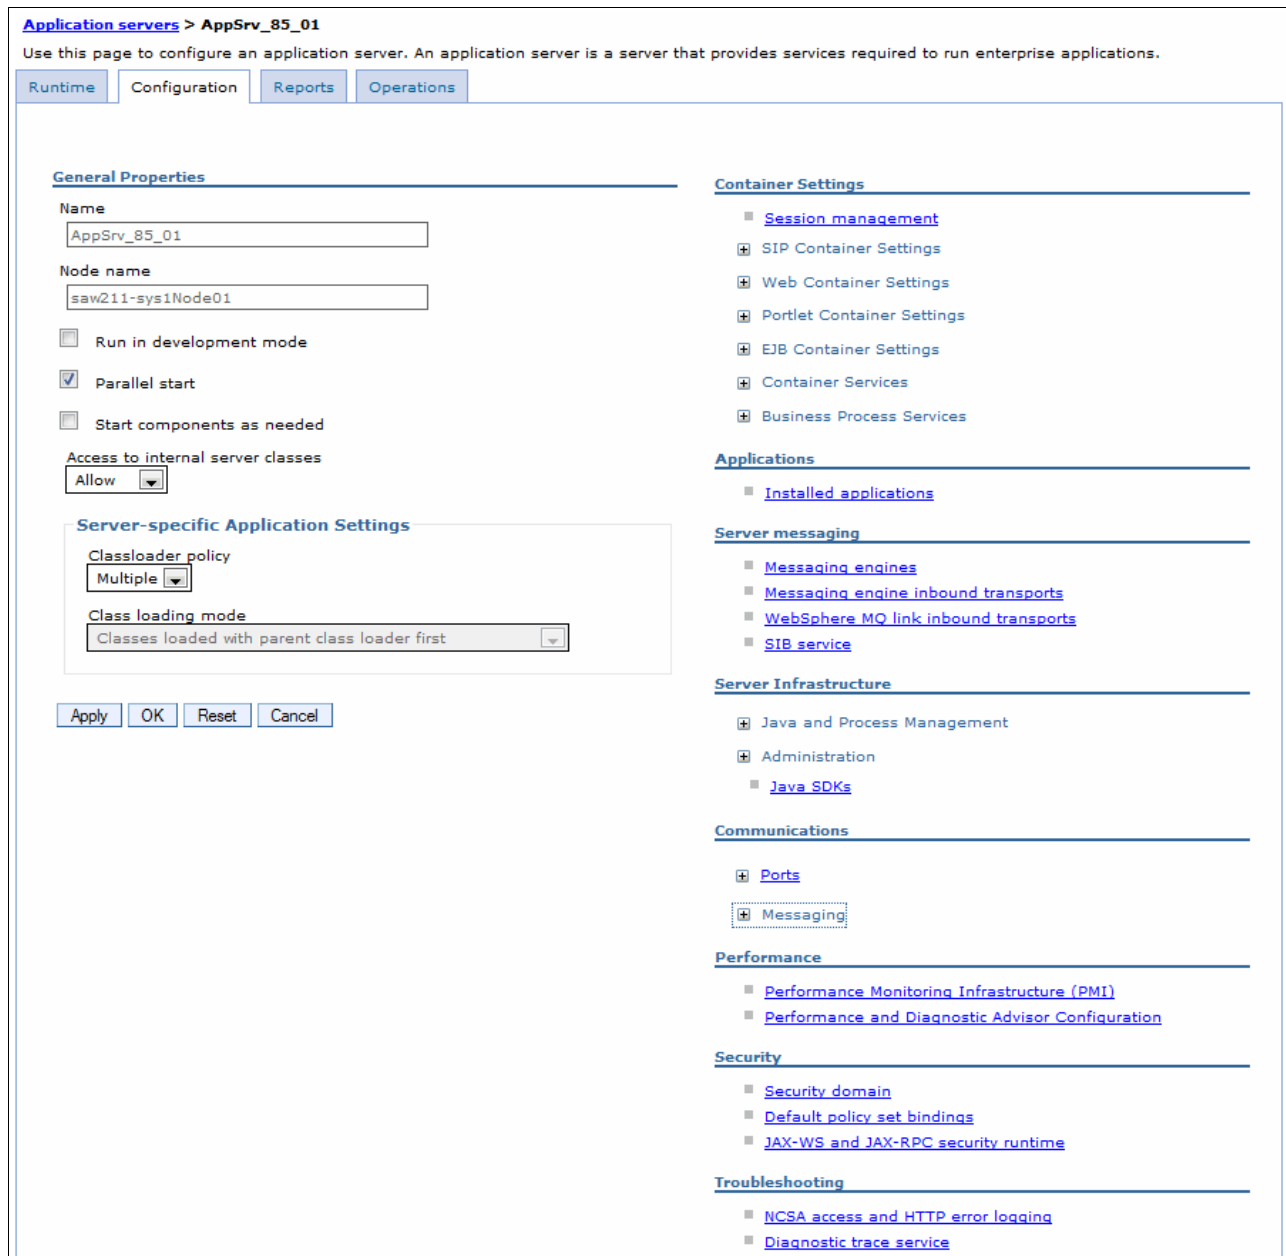 Application servers > AppSrv_85_01
Use this page to configure an application server. An application server is a server that provides services required to run enterprise applications.
Runtime
Configuration
Reports
Operations
General Properties
Name
AppSrv_85_01
Node name
saw211-sys1Node01
Run in development mode
Parallel start
Start components as needed
Access to internal server classes
Allow
Server-specific Application Settings
Classloader policy
Multiple
Class loading mode
Classes loaded with parent class loader first
Apply
OK
Reset
Cancel
Container Settings
Session management
SIP Container Settings
Web Container Settings
Portlet Container Settings
EJB Container Settings
Container Services
Business Process Services
Applications
Installed applications
Server messaging
Messaging engines
Messaging engine inbound transports
WebSphere MQ link inbound transports
SIB service
Server Infrastructure
Java and Process Management
Administration
Java SDKs
Communications
Ports
Messaging
Performance
Performance Monitoring Infrastructure (PMI)
Performance and Diagnostic Advisor Configuration
Security
Security domain
Default policy set bindings
JAX-WS and JAX-RPC security runtime
Troubleshooting
NCSA access and HTTP error logging
Diagnostic trace service